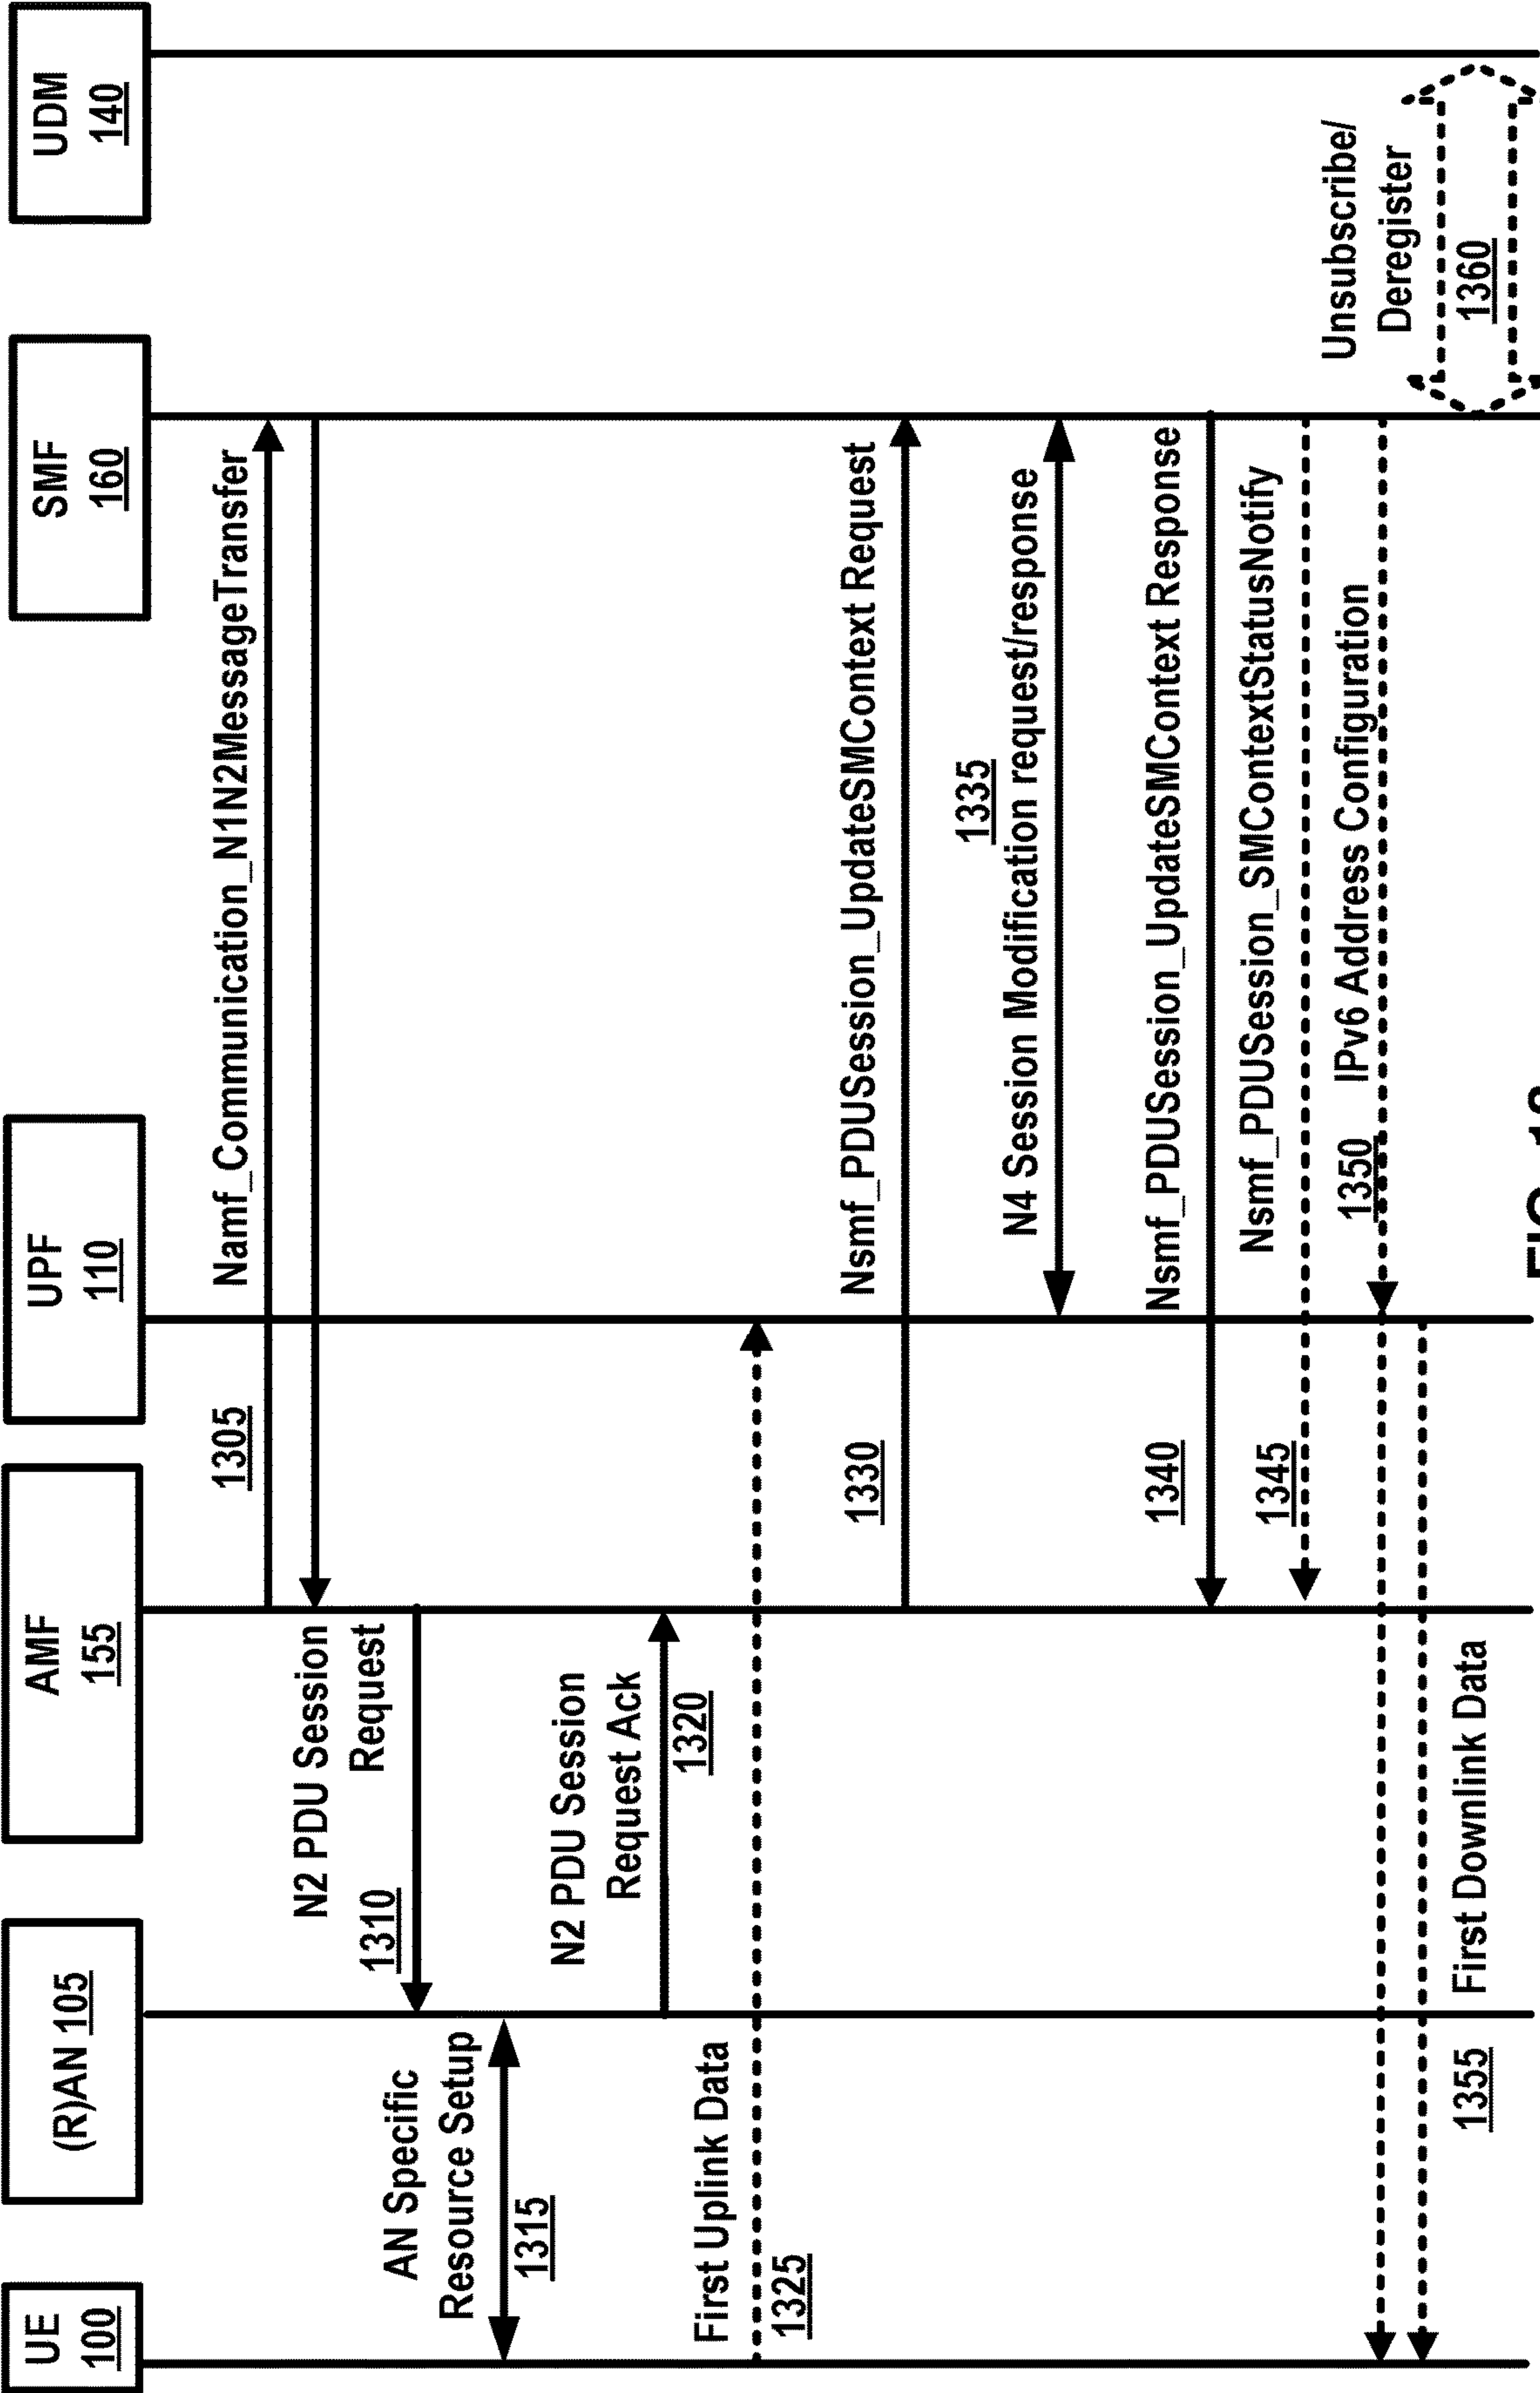 UE
100
(R)AN 105
AMF
155
UPF
110
SMF
160
UDM
140
Namf_Communication_N1N2MessageTransfer
1305
N2 PDU Session
Request
1310
AN Specific
Resource Setup
1315
N2 PDU Session
Request Ack
1320
First Uplink Data
1325
Nsmf_PDUSession_UpdateSMContext Request
1330
1335
N4 Session Modification request/response
Nsmf_PDUSession_UpdateSMContext Response
1340
Nsmf_PDUSession_SMContextStatusNotify
1345
1350 IPv6 Address Configuration
First Downlink Data
1355
Unsubscribe/
Deregister
1360